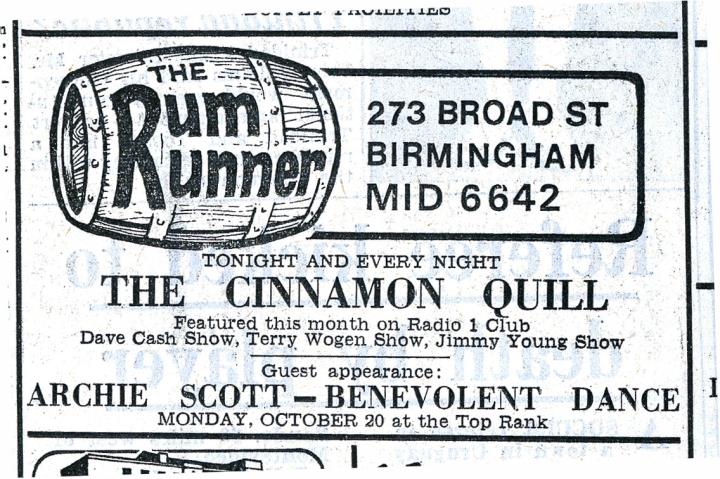 BUFFET FACILITIES
THE
Rum
Runner
273 BROAD ST
BIRMINGHAM
MID 6642
TONIGHT AND EVERY NIGHT
THE CINNAMON QUILL
Featured this month on Radio 1 Club
Dave Cash Show, Terry Wogen Show, Jimmy Young Show
Guest appearance:
ARCHIE SCOTT — BENEVOLENT DANCE
MONDAY, OCTOBER 20 at the Top Rank